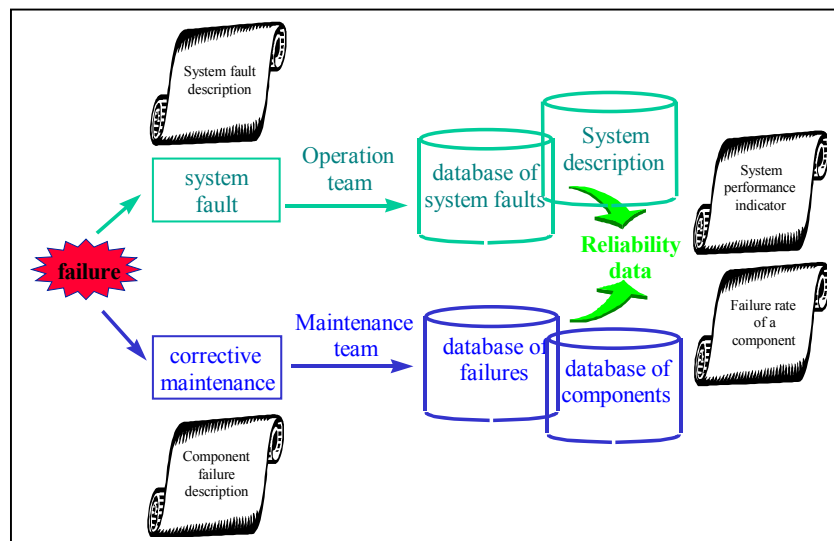 System fault
description
Operation
team
system
fault
database of
system faults
System
description
System
performance
indicator
failure
Reliability
data
Failure rate
of a
component
corrective
maintenance
Maintenance
team
database of
failures
database of
components
Component
failure
description